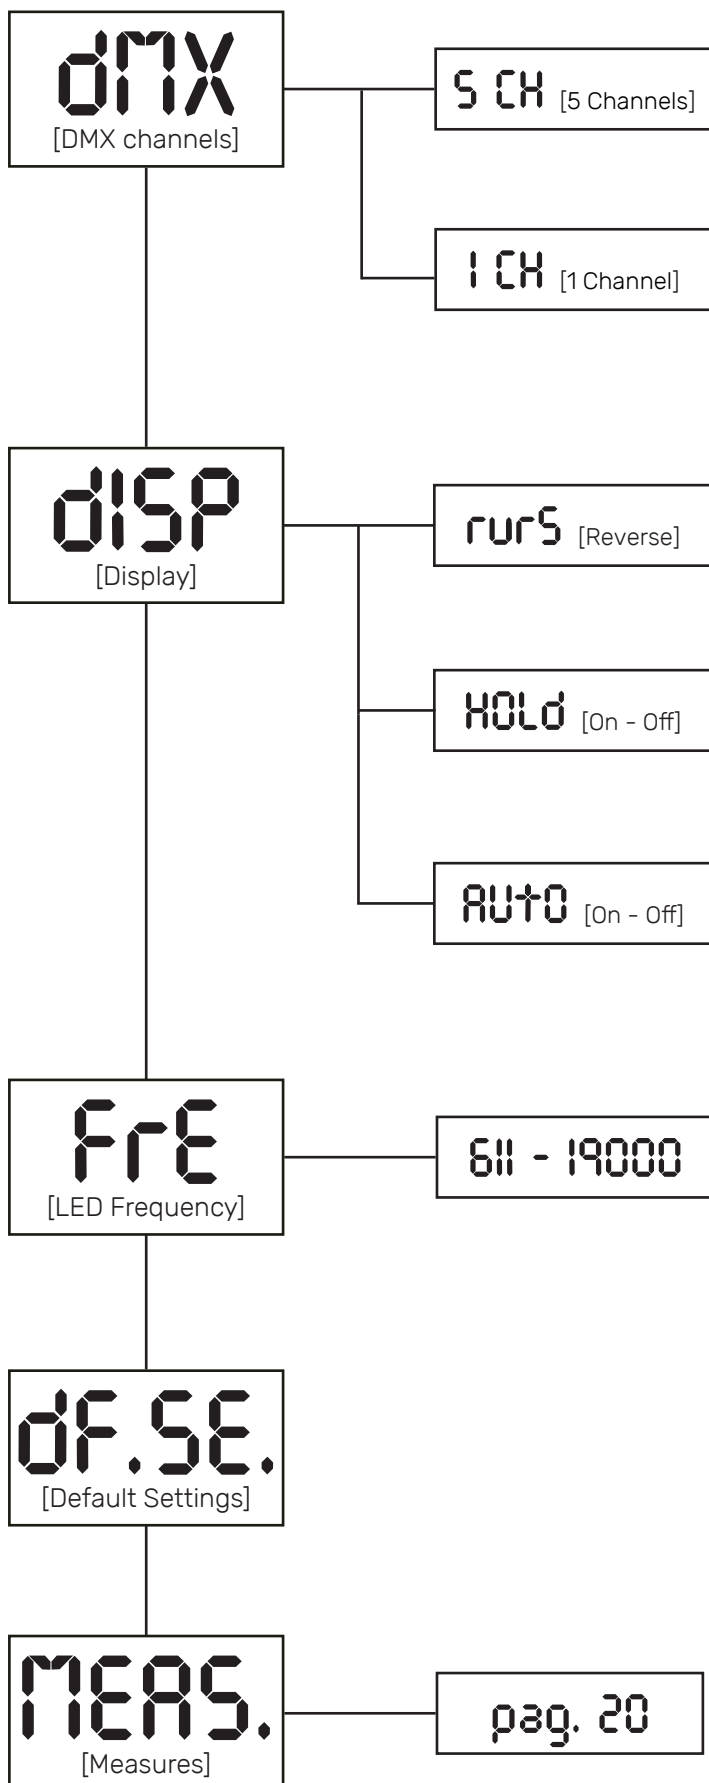 dMX
[DMX channels]
5 CH [5 Channels]
1 CH [1 Channel]
dISP
[Display]
rurS [Reverse]
HOLd [On - Off]
AUtO [On - Off]
FrE
[LED Frequency]
611 - 19000
dF.SE.
[Default Settings]
MEAS.
[Measures]
pag. 20